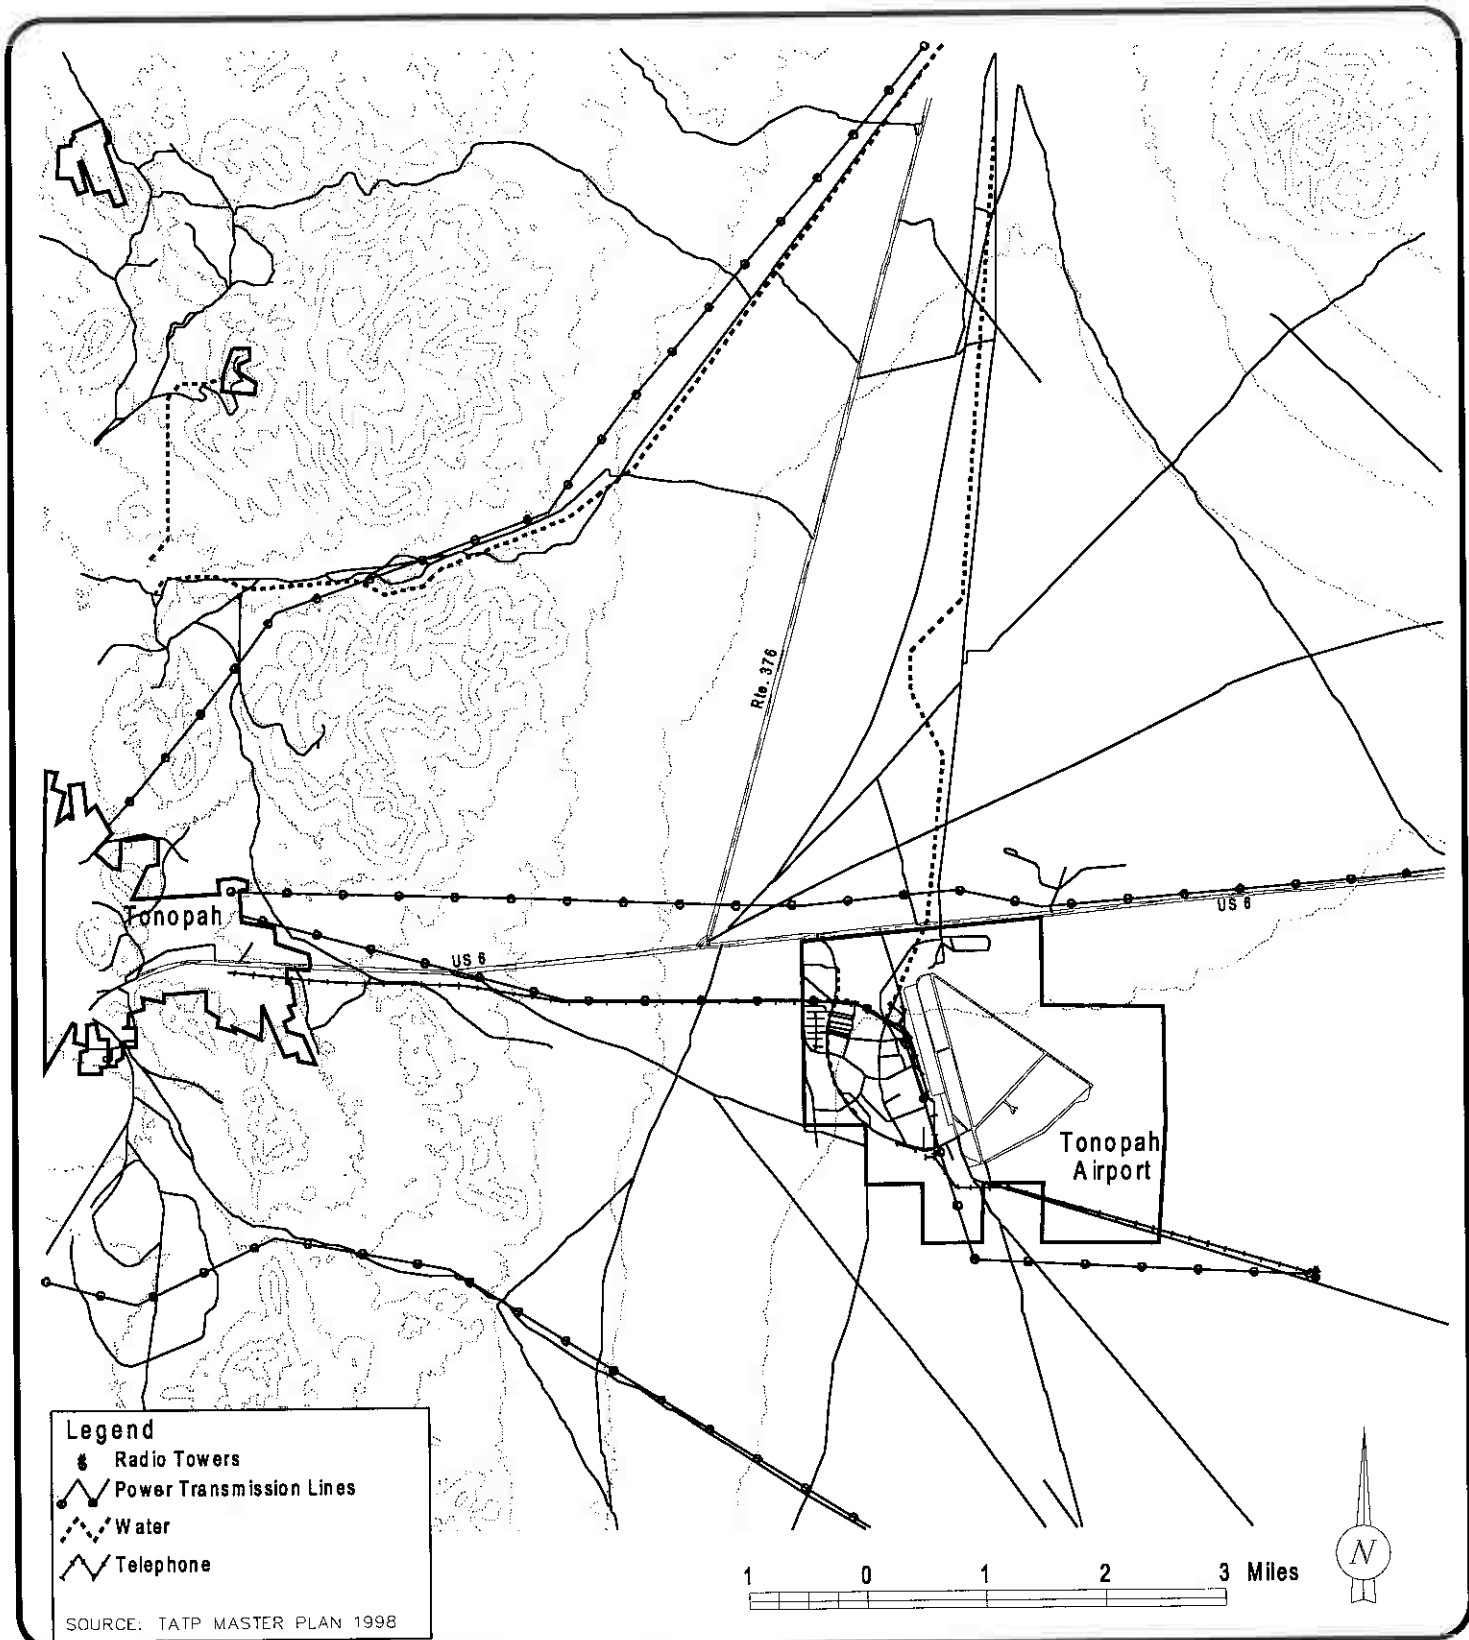 Rte. 376
Tonopah
US 6
US 6
Tonopah
Airport
Legend
Radio Towers
Power Transmission Lines
Water
Telephone
SOURCE: TATP MASTER PLAN 1998
1 0 1 2 3 Miles
N